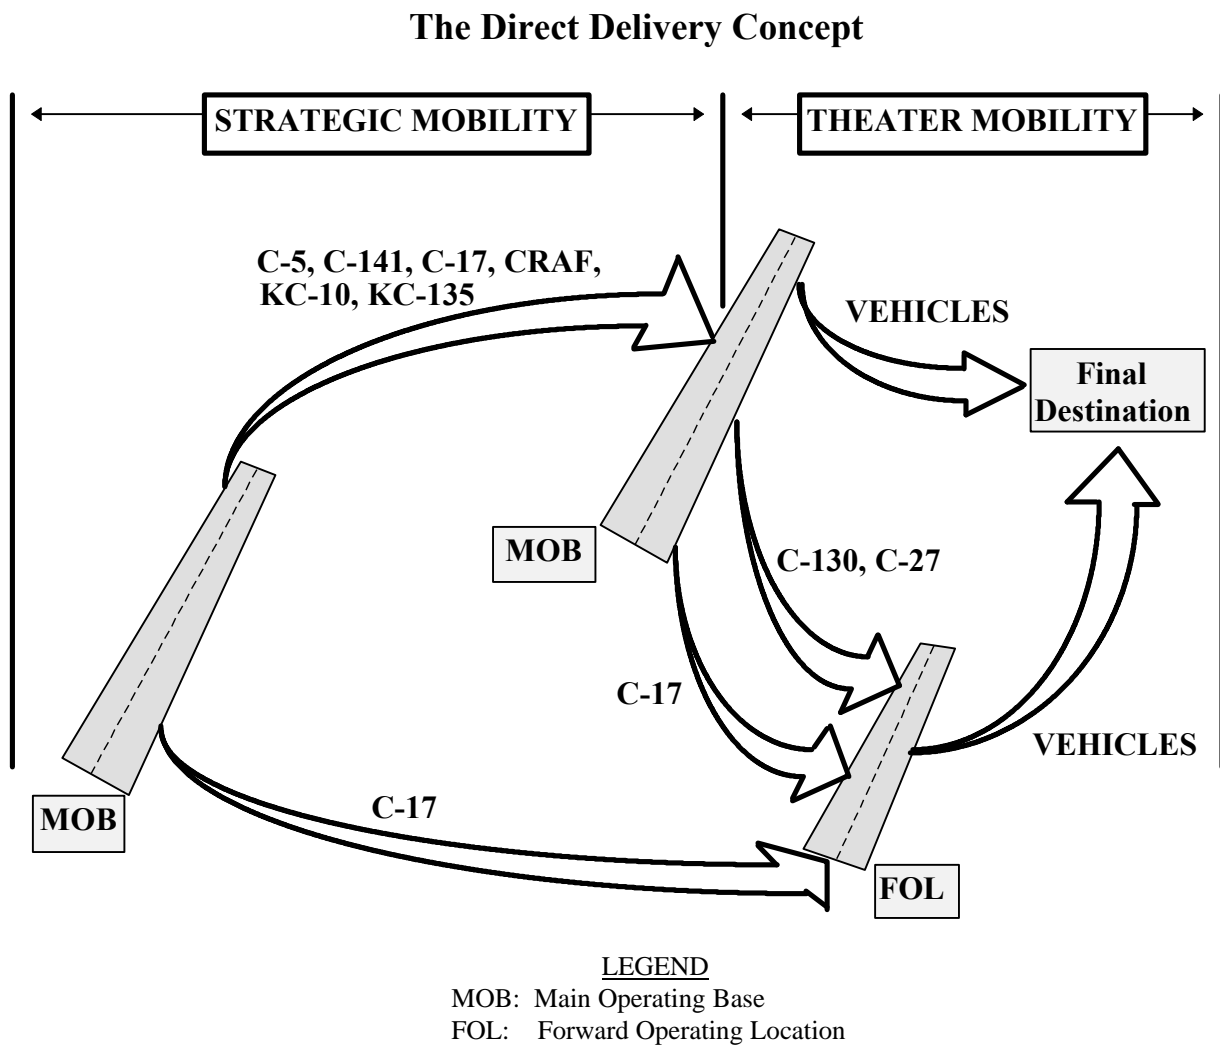 The Direct Delivery Concept
STRATEGIC MOBILITY
THEATER MOBILITY
C-5, C-141, C-17, CRAF,
KC-10, KC-135
VEHICLES
Final
Destination
MOB
C-130, C-27
C-17
VEHICLES
C-17
MOB
FOL
LEGEND
MOB: Main Operating Base
FOL: Forward Operating Location